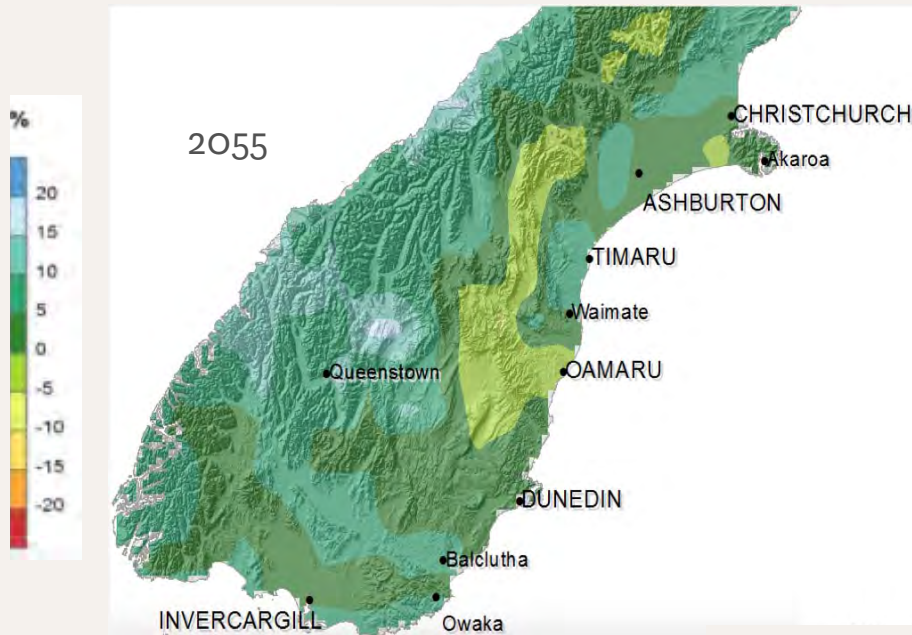 %
20
15
10
5
0
-5
-10
-15
-20
2055
CHRISTCHURCH
Akaroa
ASHBURTON
TIMARU
Waimate
OAMARU
Queenstown
DUNEDIN
Balclutha
INVERCARGILL
Owaka